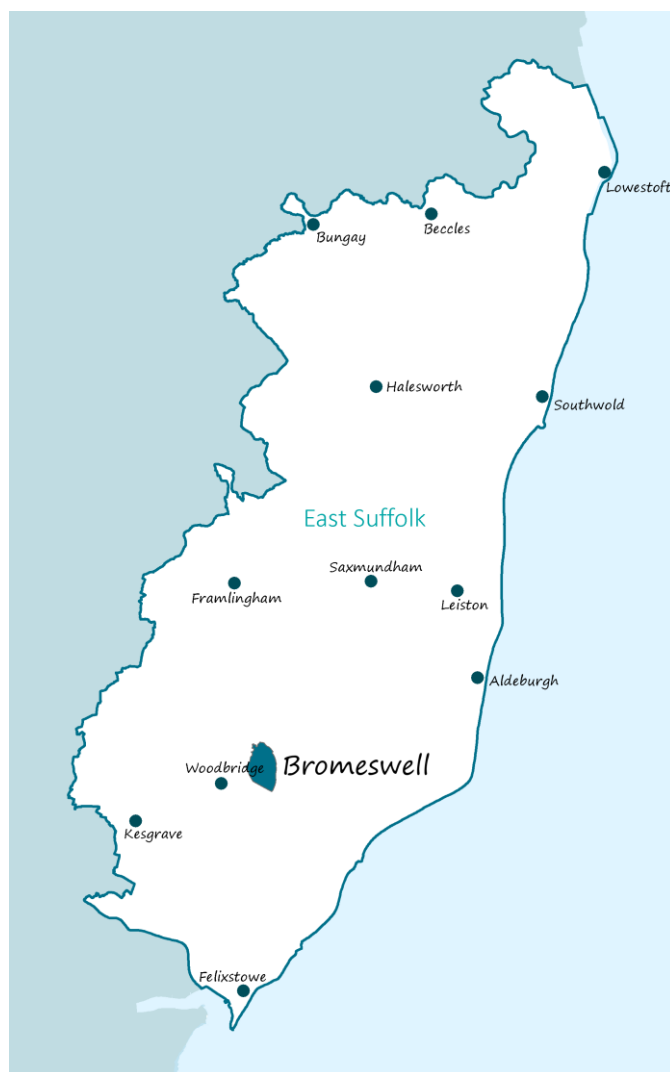 Lowestoft
Beccles
Bungay
Halesworth
Southwold
East Suffolk
Saxmundham
Framlingham
Leiston
Aldeburgh
Bromeswell
Woodbridge
Kesgrave
Felixstowe